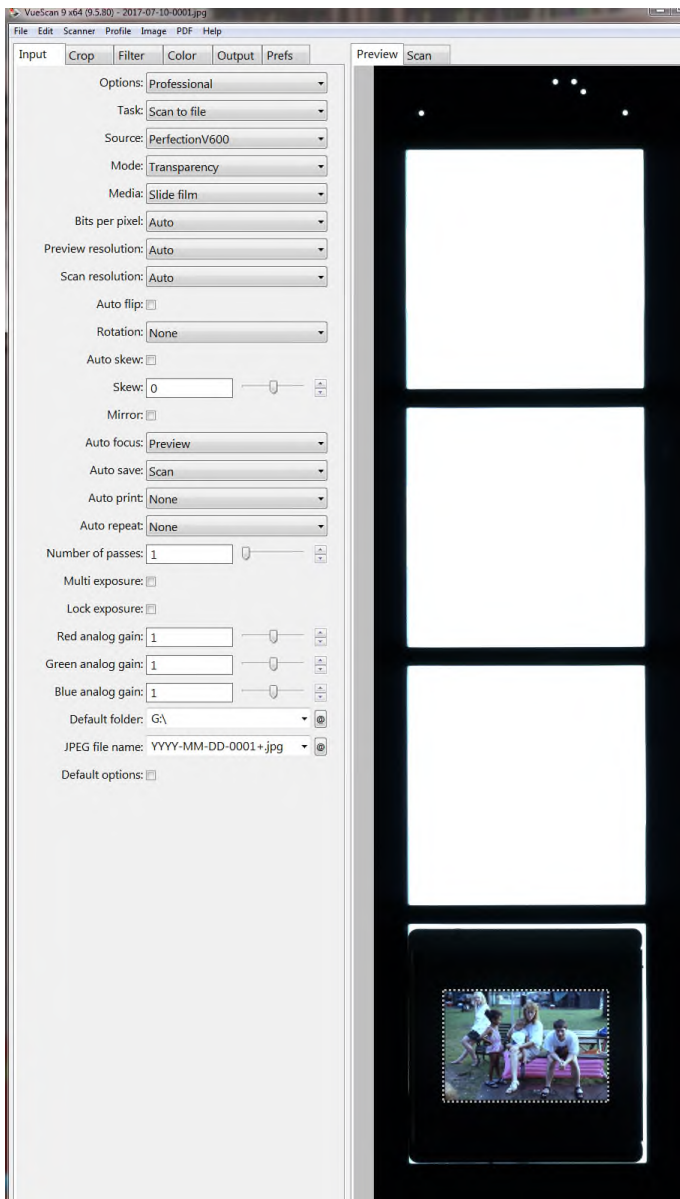 VueScan 9 x64 (9.5.80) - 2017-07-10-0001.jpg
File Edit Scanner Profile Image PDF Help
Input Crop Filter Color Output Prefs
Preview Scan
Options: Professional
Task: Scan to file
Source: PerfectionV600
Mode: Transparency
Media: Slide film
Bits per pixel: Auto
Preview resolution: Auto
Scan resolution: Auto
Auto flip:
Rotation: None
Auto skew:
Skew: 0
Mirror:
Auto focus: Preview
Auto save: Scan
Auto print: None
Auto repeat: None
Number of passes: 1
Multi exposure:
Lock exposure:
Red analog gain: 1
Green analog gain: 1
Blue analog gain: 1
Default folder: G:\ @
JPEG file name: YYYY-MM-DD-0001+.jpg @
Default options: